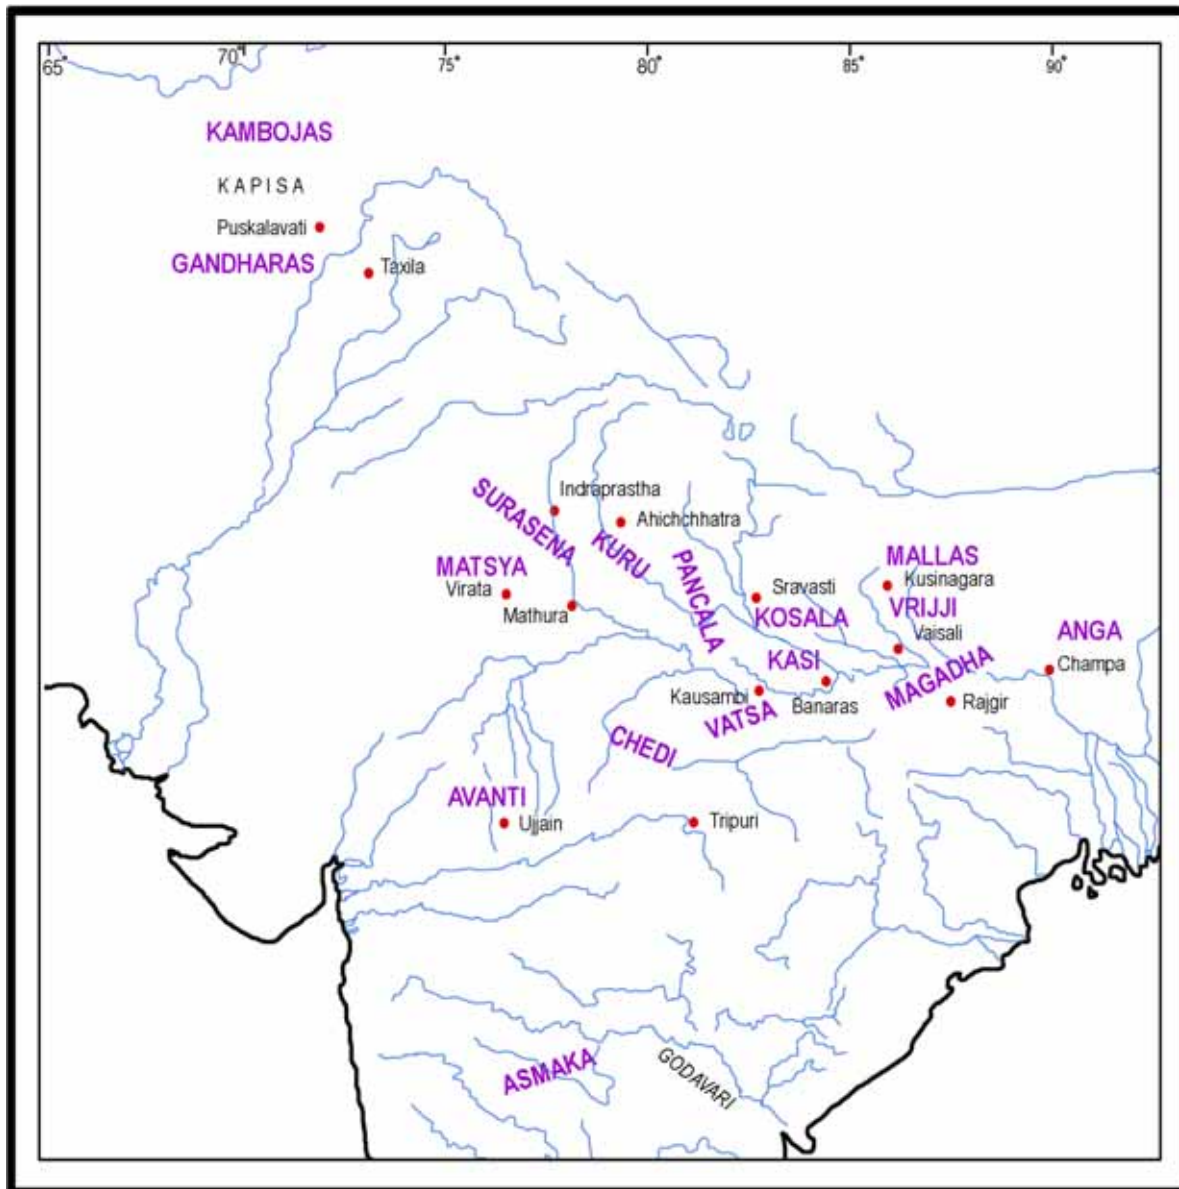 65°
70°
75°
80°
85°
90°
KAMBOJAS
KAPISA
Puskalavati
GANDHARAS
Taxila
Indraprastha
SURASENA
Ahichchhatra
KURU
PANCALA
MATSYA
Virata
Mathura
Sravasti
KOSALA
MALLAS
Kusinagara
VRIJJI
Vaisali
ANGA
Champa
KASI
MAGADHA
Kausambi
Banaras
Rajgir
VATSA
CHEDI
AVANTI
Ujjain
Tripuri
ASMAKA
GODAVARI